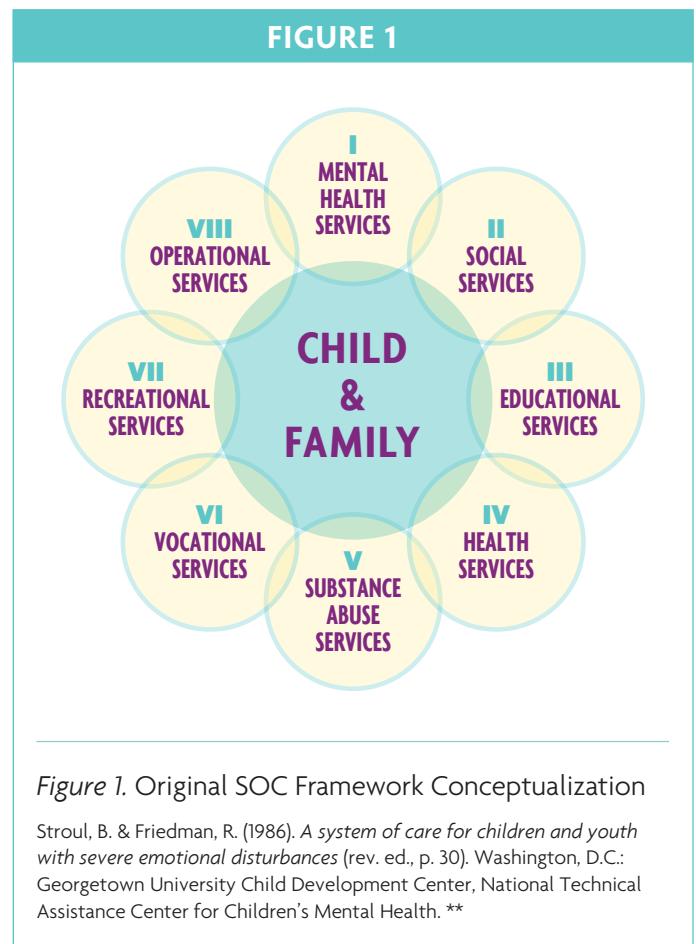 FIGURE 1
I
MENTAL
HEALTH
SERVICES
II
SOCIAL
SERVICES
III
EDUCATIONAL
SERVICES
IV
HEALTH
SERVICES
V
SUBSTANCE
ABUSE
SERVICES
VI
VOCATIONAL
SERVICES
VII
RECREATIONAL
SERVICES
VIII
OPERATIONAL
SERVICES
CHILD
&
FAMILY
Figure 1. Original SOC Framework Conceptualization
Stroul, B. & Friedman, R. (1986). A system of care for children and youth
with severe emotional disturbances (rev. ed., p. 30). Washington, D.C.:
Georgetown University Child Development Center, National Technical
Assistance Center for Children’s Mental Health. **